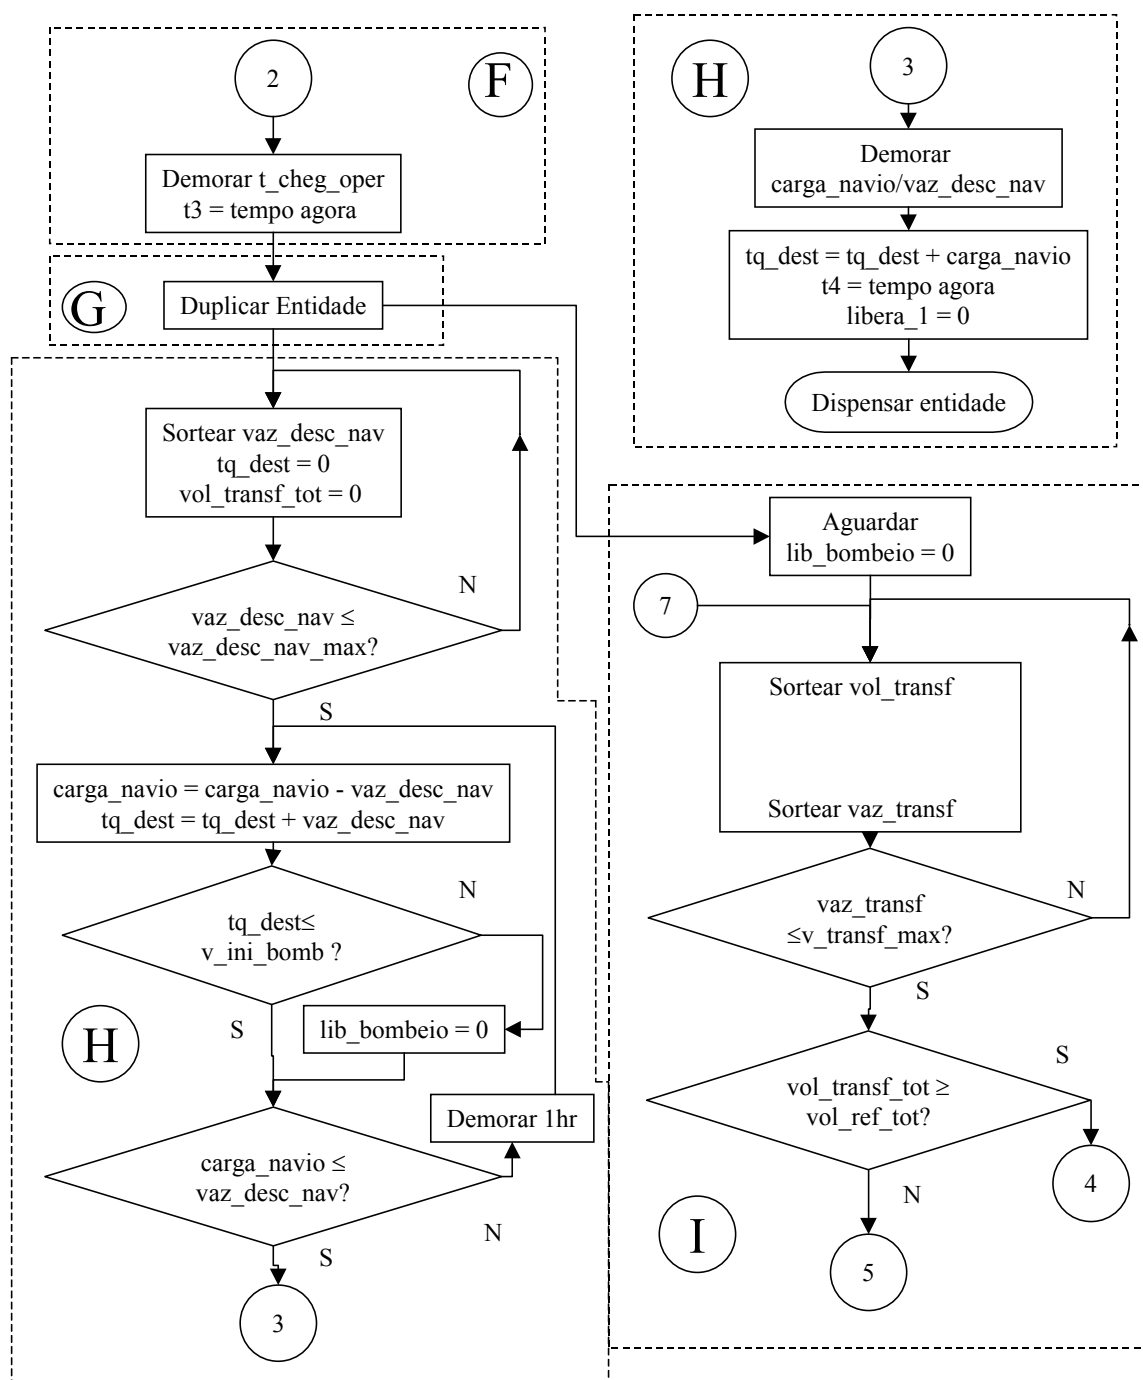 2
F
Demorar t_cheg_oper
t3 = tempo agora
G
Duplicar Entidade
Sortear vaz_desc_nav
tq_dest = 0
vol_transf_tot = 0
N
vaz_desc_nav ≤
vaz_desc_nav_max?
S
carga_navio = carga_navio - vaz_desc_nav
tq_dest = tq_dest + vaz_desc_nav
N
tq_dest≤
v_ini_bomb ?
S
lib_bombeio = 0
H
Demorar 1hr
carga_navio ≤
vaz_desc_nav?
N
S
3
H
3
Demorar
carga_navio/vaz_desc_nav
tq_dest = tq_dest + carga_navio
t4 = tempo agora
libera_1 = 0
Dispensar entidade
Aguardar
lib_bombeio = 0
7
Sortear vol_transf
Sortear vaz_transf
N
vaz_transf
≤v_transf_max?
S
S
vol_transf_tot ≥
vol_ref_tot?
4
N
I
5